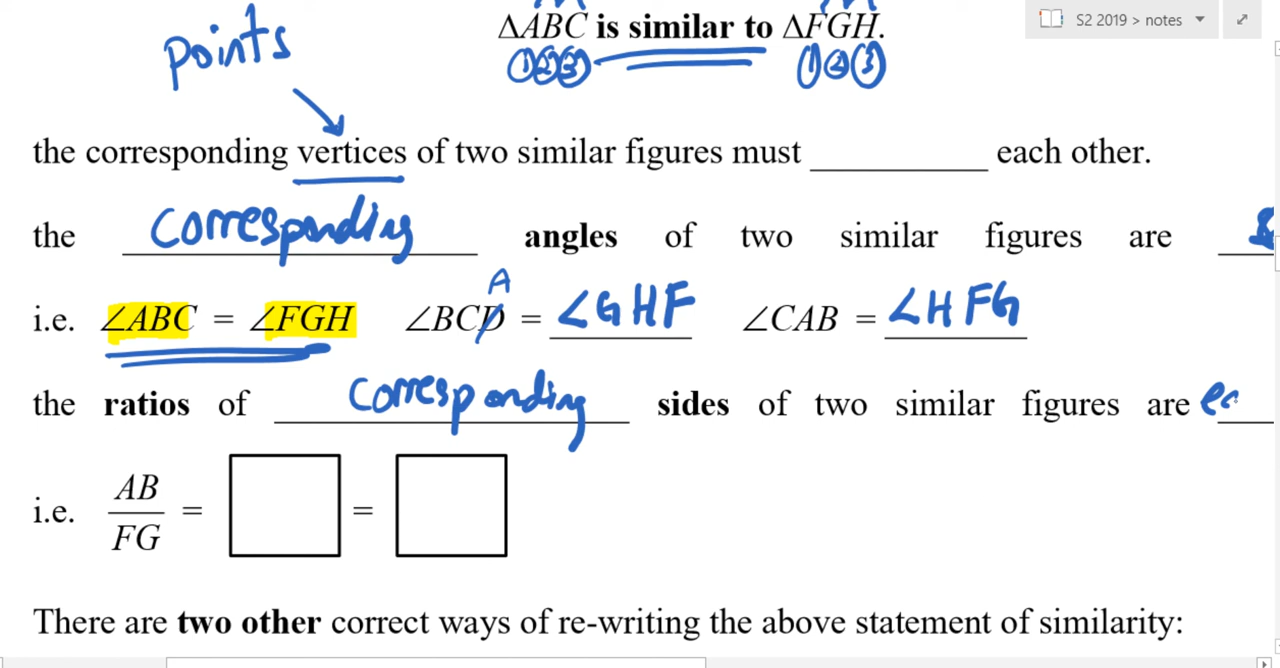 S2 2019 > notes
ΔABC is similar to ΔFGH.
points
①②③ ①②③
the corresponding vertices of two similar figures must __________ each other.
the corresponding angles of two similar figures are
i.e. ∠ABC = ∠FGH ∠BCD A = ∠GHF ∠CAB = ∠HFG
the ratios of corresponding sides of two similar figures are
i.e. AB/FG = □ = □
There are two other correct ways of re-writing the above statement of similarity: